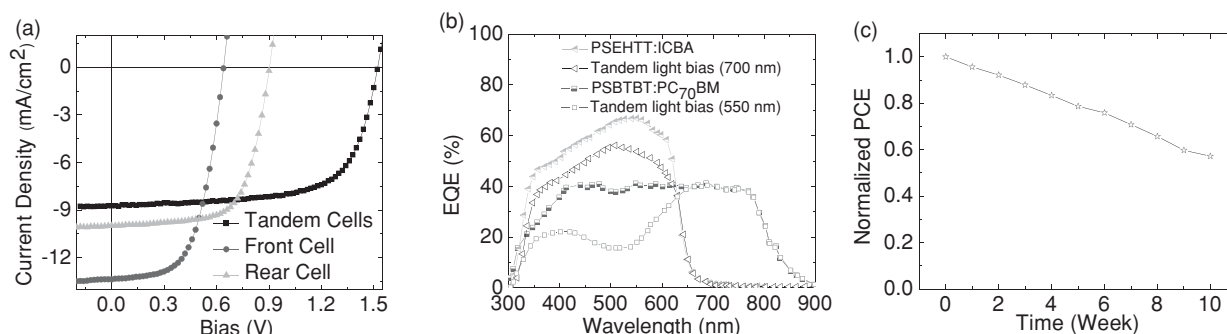 (a)
0
-3
-6
-9
-12
Current Density (mA/cm²)
0.0 0.3 0.6 0.9 1.2 1.5
Bias (V)
Tandem Cells
Front Cell
Rear Cell
(b)
100
80
60
40
20
0
EQE (%)
300 400 500 600 700 800 900
Wavelength (nm)
PSEHTT:ICBA
Tandem light bias (700 nm)
PSBTBT:PC₇₀BM
Tandem light bias (550 nm)
(c)
1.0
0.8
0.6
0.4
0.2
0.0
Normalized PCE
0 2 4 6 8 10
Time (Week)